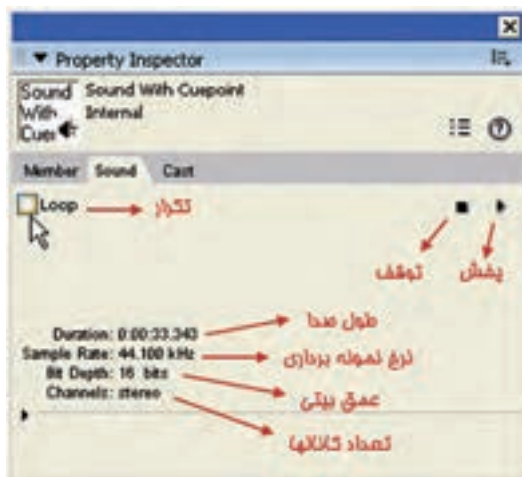 Property Inspector
Sound With Cuepoint
Internal
Sound
With
Cuep
Member Sound Cast
Loop
تکرار
توقف
پخش
Duration: 0:00:33.343
طول صدا
Sample Rate: 44.100 kHz
نرخ نمونه برداری
Bit Depth: 16 bits
عمق بیتی
Channels: stereo
تعداد کانالها